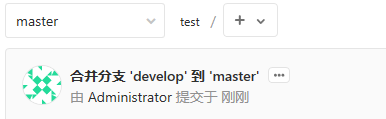 master test / +
合并分支 'develop' 到 'master' ...
由 Administrator 提交于 刚刚